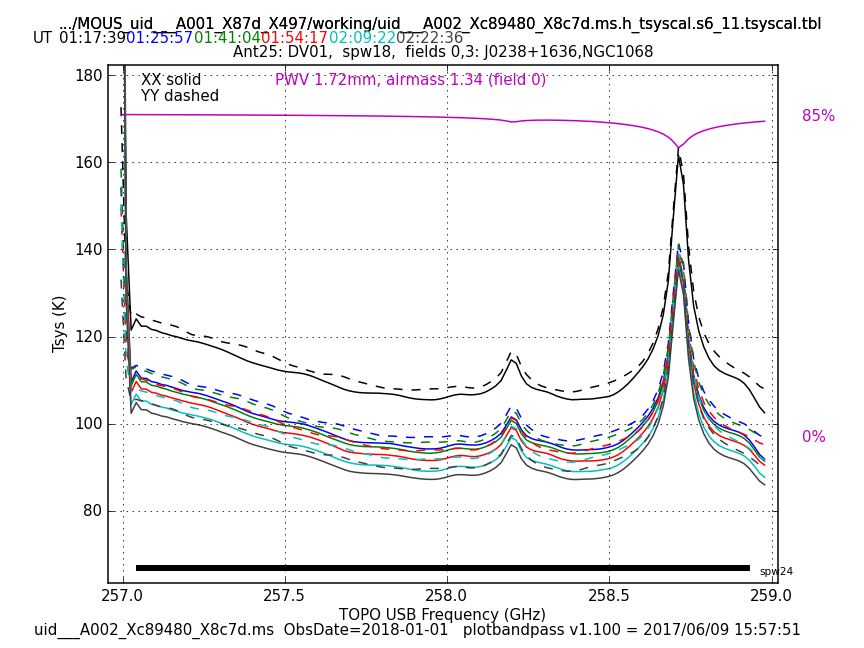 .../MOUS_uid___A001_X87d_X497/working/uid___A002_Xc89480_X8c7d.ms.h_tsyscal.s6_11.tsyscal.tbl
UT 01:17:39 01:25:57 01:41:04 01:54:17 02:09:22 02:22:36
Ant25: DV01, spw18, fields 0,3: J0238+1636,NGC1068
XX solid
YY dashed
PWV 1.72mm, airmass 1.34 (field 0)
85%
0%
180
160
140
120
100
80
Tsys (K)
spw24
257.0 257.5 258.0 258.5 259.0
TOPO USB Frequency (GHz)
uid___A002_Xc89480_X8c7d.ms ObsDate=2018-01-01 plotbandpass v1.100 = 2017/06/09 15:57:51